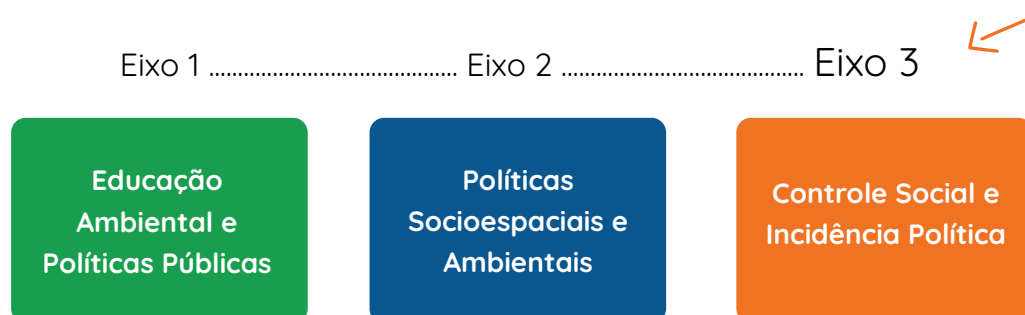 Eixo 1 ................................................ Eixo 2 ............................................... Eixo 3
Educação
Ambiental e
Políticas Públicas
Políticas
Socioespaciais e
Ambientais
Controle Social e
Incidência Política